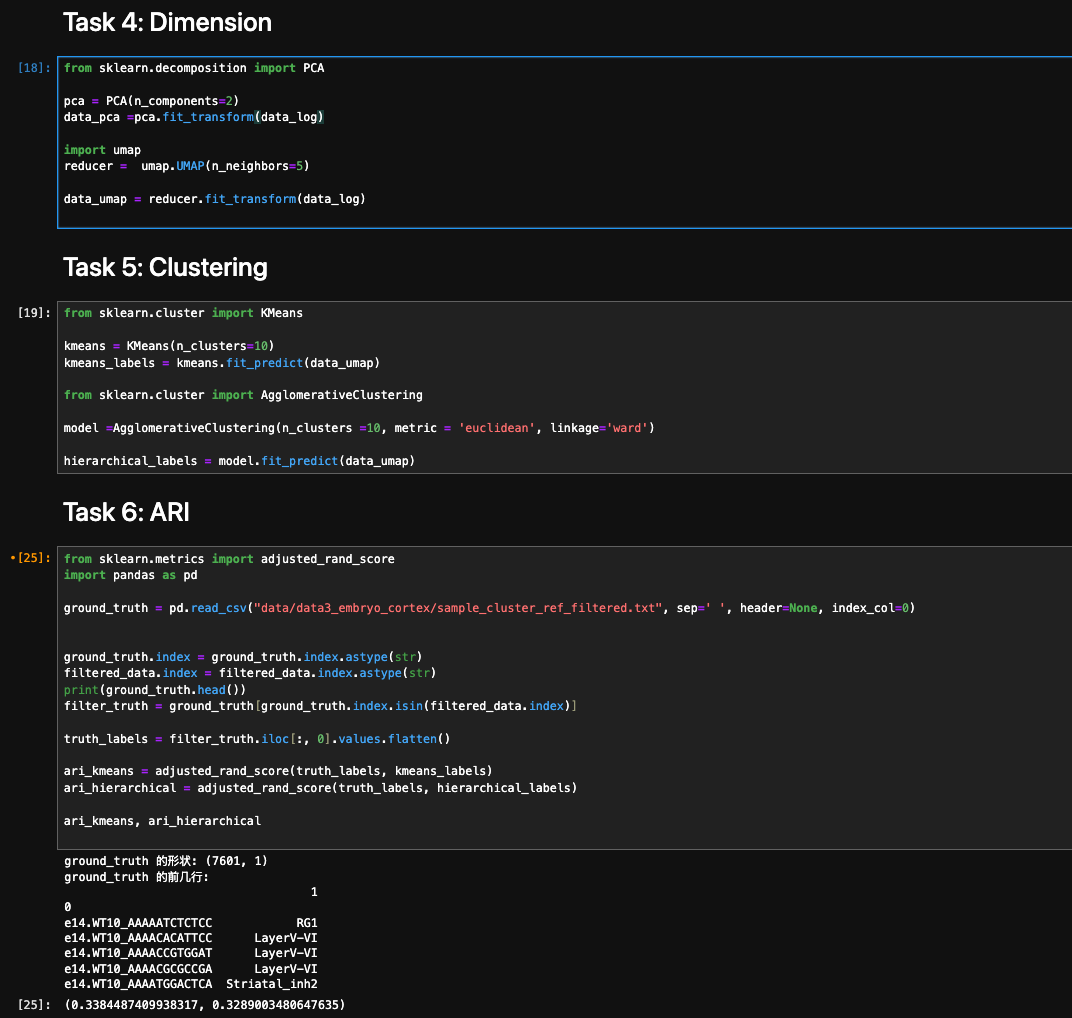 Task 4: Dimension
[18]:
from sklearn.decomposition import PCA
pca = PCA(n_components=2)
data_pca =pca.fit_transform(data_log)
import umap
reducer =  umap.UMAP(n_neighbors=5)
data_umap = reducer.fit_transform(data_log)
Task 5: Clustering
[19]:
from sklearn.cluster import KMeans
kmeans = KMeans(n_clusters=10)
kmeans_labels = kmeans.fit_predict(data_umap)
from sklearn.cluster import AgglomerativeClustering
model =AgglomerativeClustering(n_clusters =10, metric = 'euclidean', linkage='ward')
hierarchical_labels = model.fit_predict(data_umap)
Task 6: ARI
•[25]:
from sklearn.metrics import adjusted_rand_score
import pandas as pd
ground_truth = pd.read_csv("data/data3_embryo_cortex/sample_cluster_ref_filtered.txt", sep=' ', header=None, index_col=0)
ground_truth.index = ground_truth.index.astype(str)
filtered_data.index = filtered_data.index.astype(str)
print(ground_truth.head())
filter_truth = ground_truth[ground_truth.index.isin(filtered_data.index)]
truth_labels = filter_truth.iloc[:, 0].values.flatten()
ari_kmeans = adjusted_rand_score(truth_labels, kmeans_labels)
ari_hierarchical = adjusted_rand_score(truth_labels, hierarchical_labels)
ari_kmeans, ari_hierarchical
ground_truth 的形状: (7601, 1)
ground_truth 的前几行:
1
0
e14.WT10_AAAAATCTCTCC RG1
e14.WT10_AAAACACATTCC LayerV-VI
e14.WT10_AAAACCGTGGAT LayerV-VI
e14.WT10_AAAACGCGCCGA LayerV-VI
e14.WT10_AAAATGGACTCA Striatal_inh2
[25]: (0.3384487409938317, 0.3289003480647635)